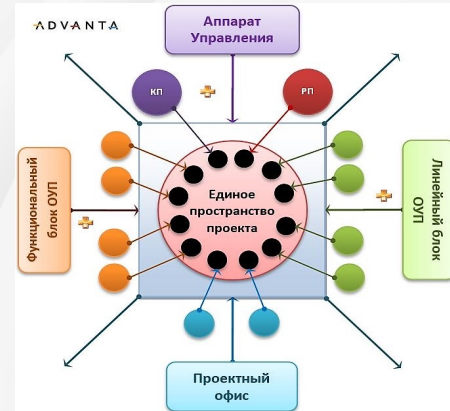 ADVANTA
Аппарат
Управления
КП
РП
Функциональный
блок ОУП
Единое
пространство
проекта
Линейный блок
ОУП
Проектный
офис